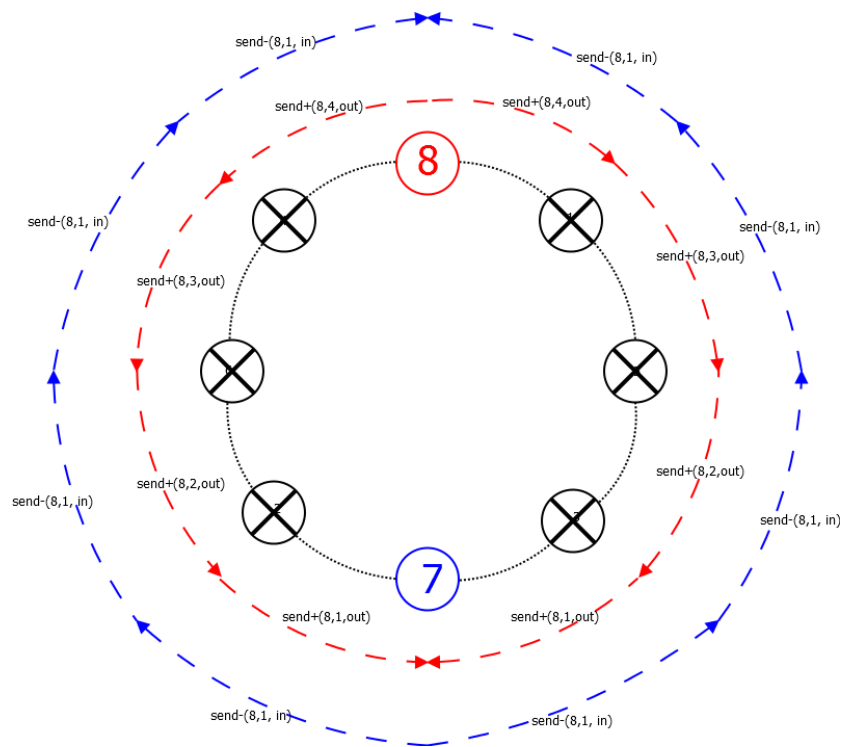 send-(8,1, in)
send-(8,1, in)
send+(8,4,out)
send+(8,4,out)
8
send-(8,1, in)
send-(8,1, in)
send+(8,3,out)
send+(8,3,out)
send+(8,2,out)
send+(8,2,out)
send-(8,1, in)
send-(8,1, in)
2
3
7
send+(8,1,out)
send+(8,1,out)
send-(8,1, in)
send-(8,1, in)